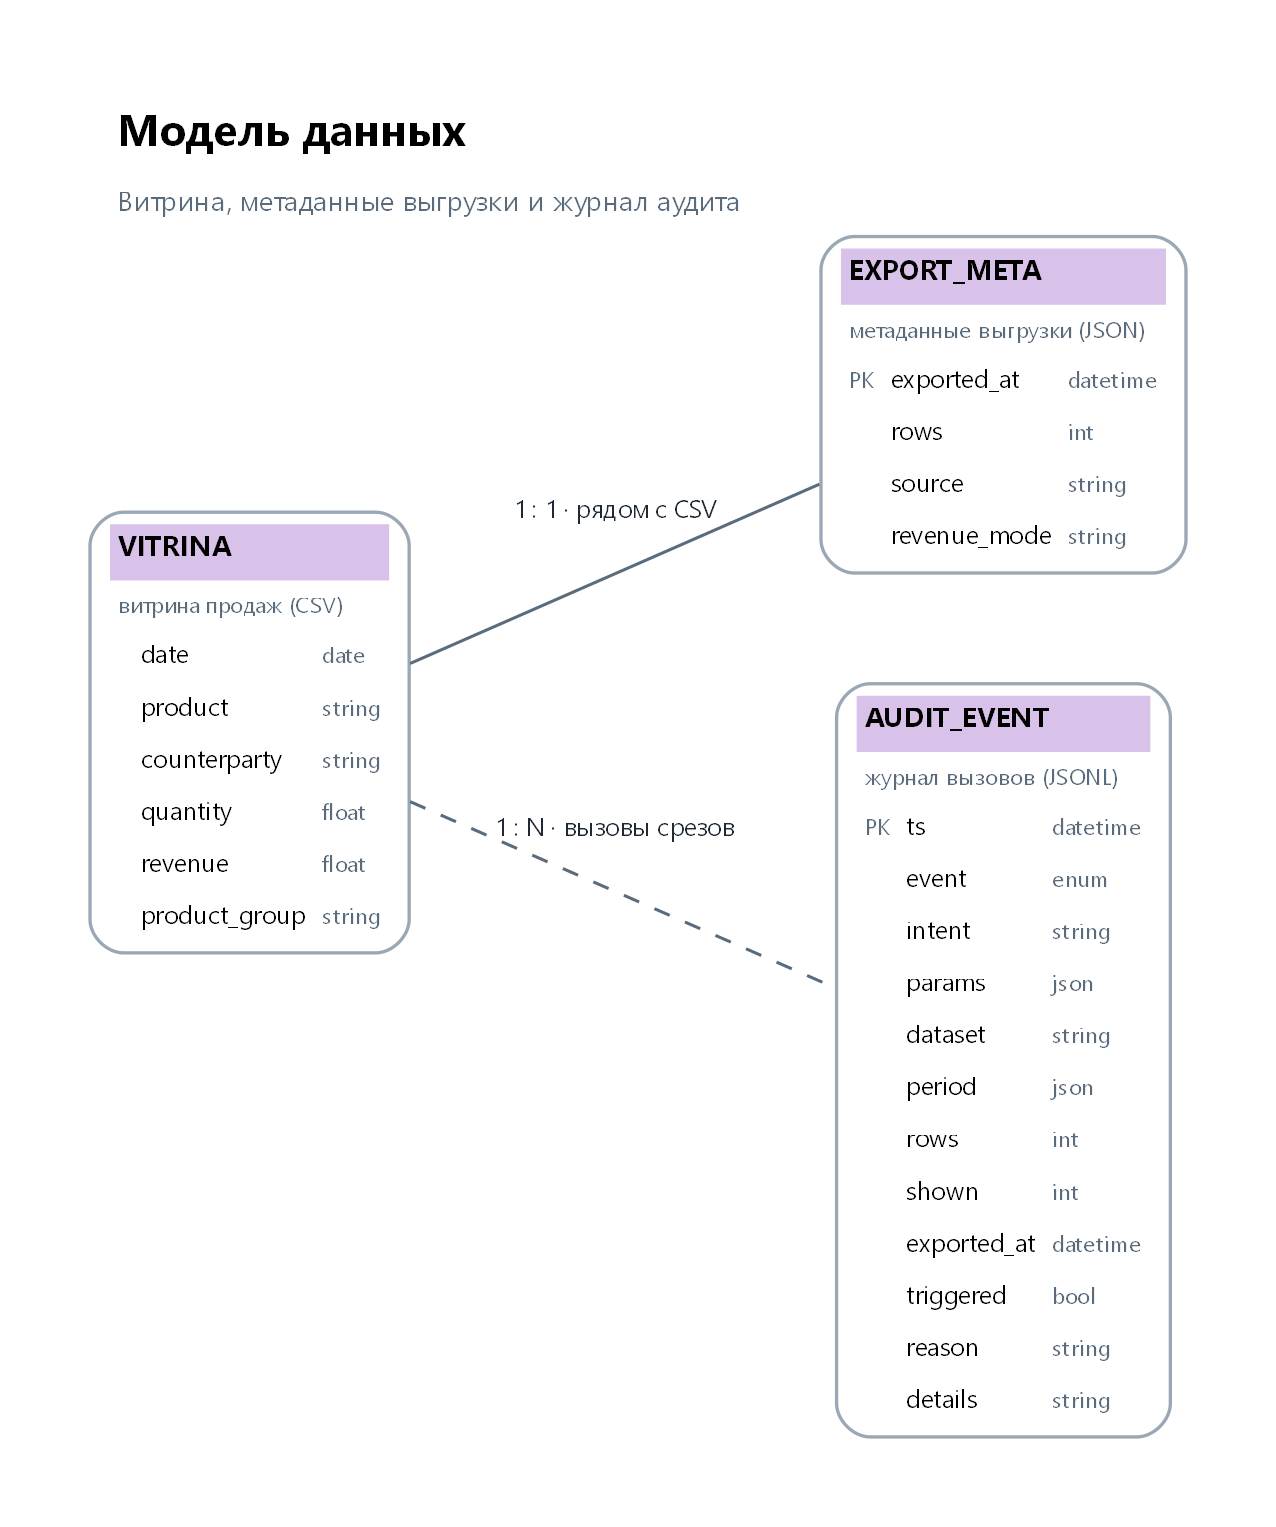 Модель данных
Витрина, метаданные выгрузки и журнал аудита
EXPORT_META
метаданные выгрузки (JSON)
PK exported_at datetime
rows int
source string
revenue_mode string
1: 1 · рядом с CSV
VITRINA
витрина продаж (CSV)
date date
product string
counterparty string
quantity float
revenue float
product_group string
1: N · вызовы срезов
AUDIT_EVENT
журнал вызовов (JSONL)
PK ts datetime
event enum
intent string
params json
dataset string
period json
rows int
shown int
exported_at datetime
triggered bool
reason string
details string